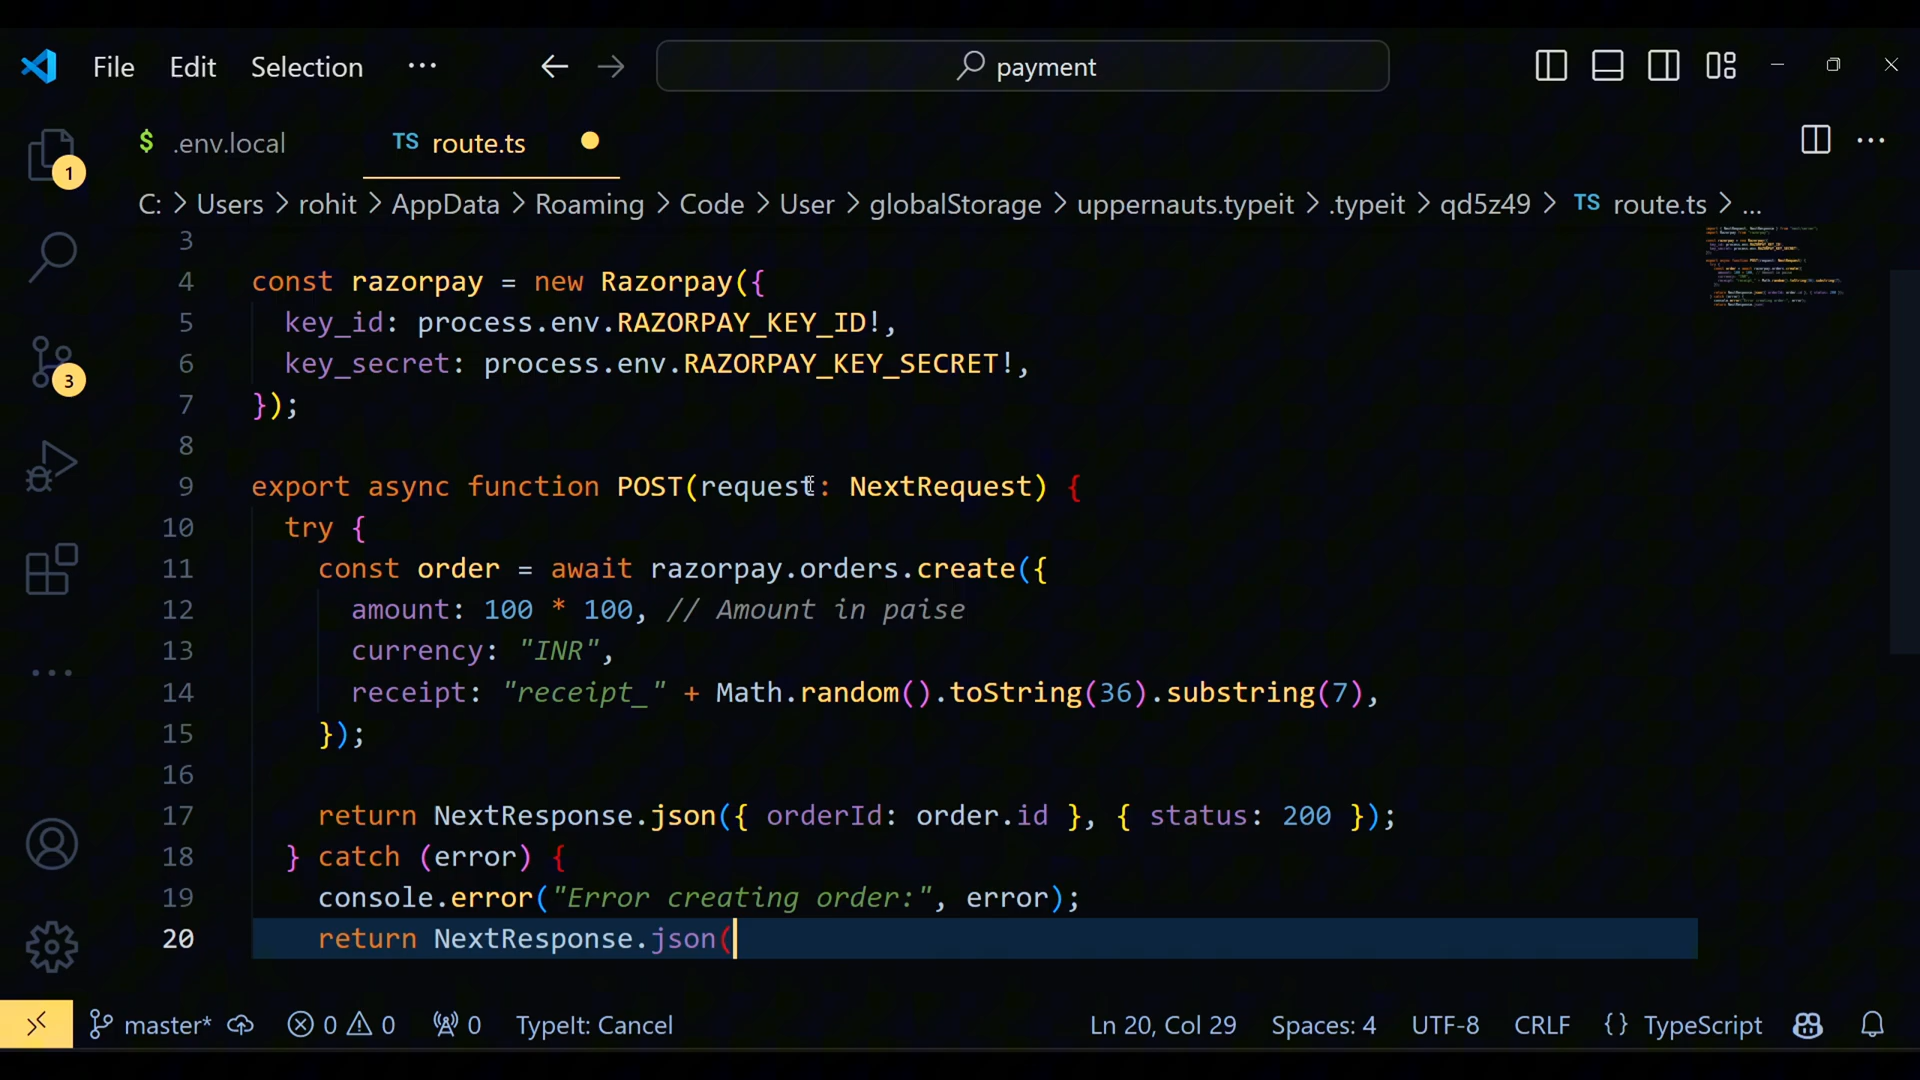 File Edit Selection ··· payment
$ .env.local TS route.ts
C: > Users > rohit > AppData > Roaming > Code > User > globalStorage > uppernauts.typeit > .typeit > qd5z49 > TS route.ts > ...
1
3
3
4 const razorpay = new Razorpay({
5 key_id: process.env.RAZORPAY_KEY_ID!,
6 key_secret: process.env.RAZORPAY_KEY_SECRET!,
7 });
8
9 export async function POST(request: NextRequest) {
10 try {
11 const order = await razorpay.orders.create({
12 amount: 100 * 100, // Amount in paise
13 currency: "INR",
14 receipt: "receipt_" + Math.random().toString(36).substring(7),
15 });
16
17 return NextResponse.json({ orderId: order.id }, { status: 200 });
18 } catch (error) {
19 console.error("Error creating order:", error);
20 return NextResponse.json(
master* 0 0 0 TypeIt: Cancel Ln 20, Col 29 Spaces: 4 UTF-8 CRLF {} TypeScript